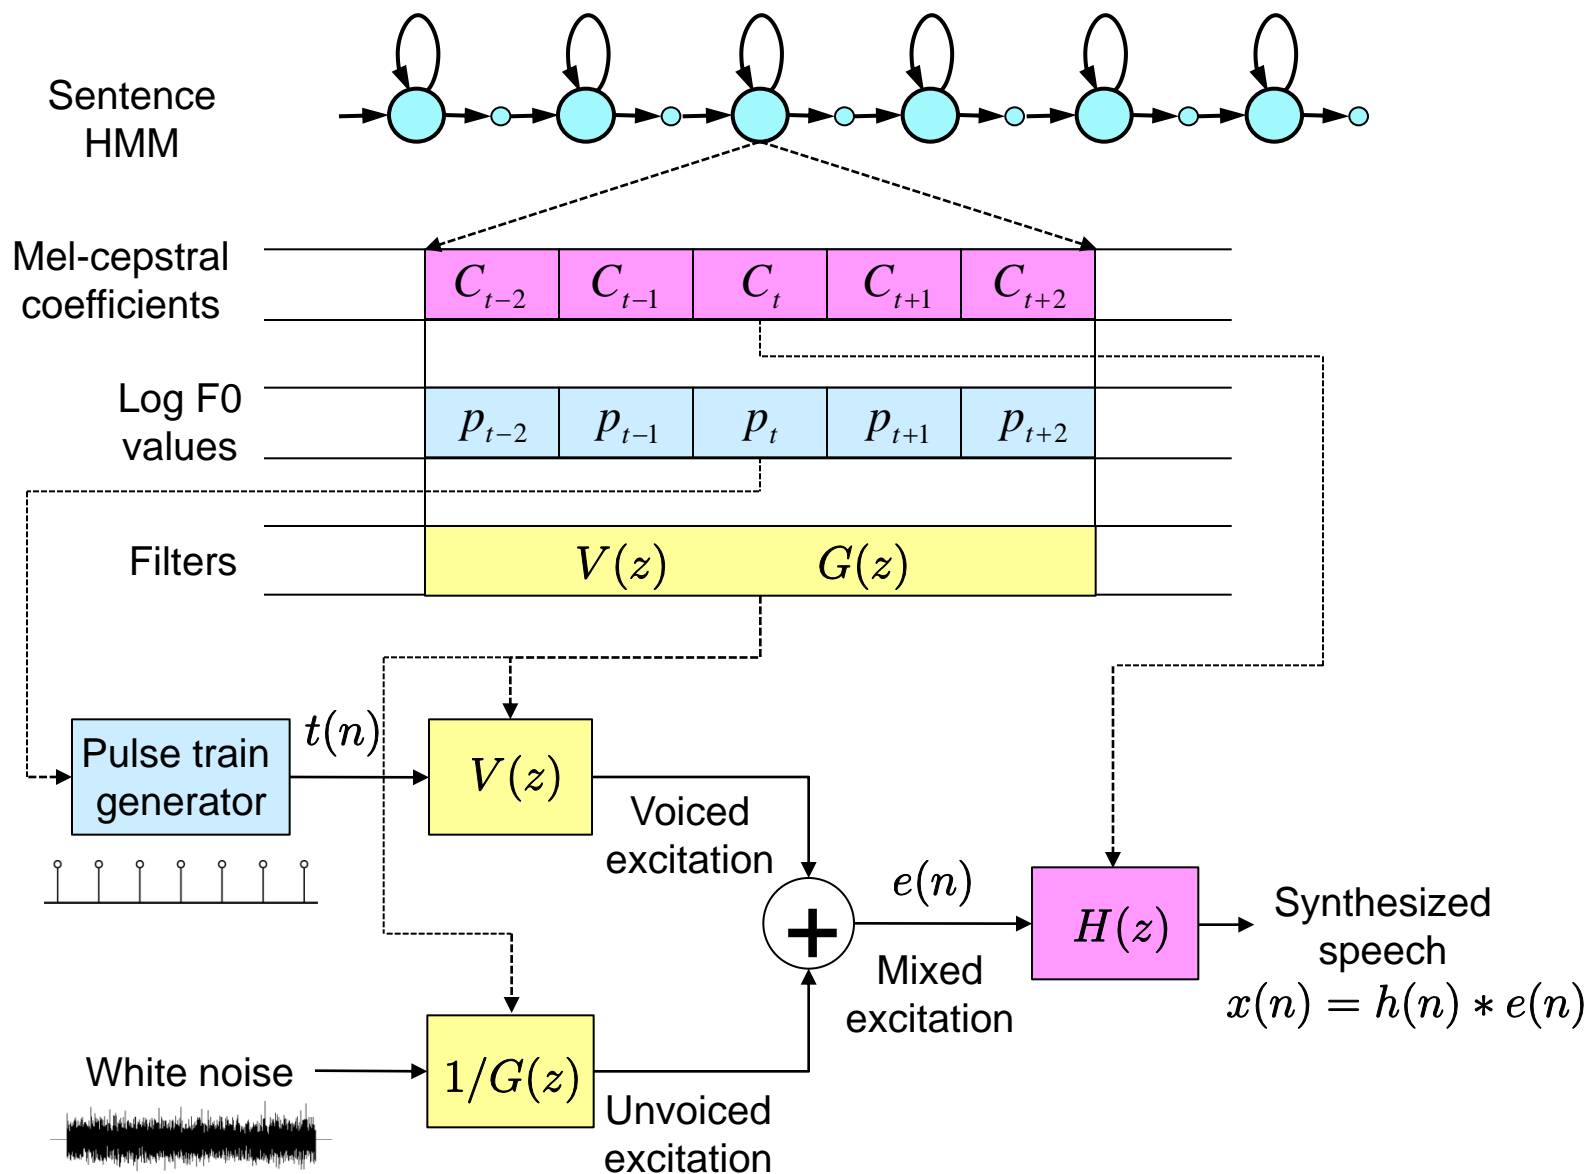 Sentence
HMM
Mel-cepstral
coefficients
C_{t-2} C_{t-1} C_t C_{t+1} C_{t+2}
Log F0
values
p_{t-2} p_{t-1} p_t p_{t+1} p_{t+2}
Filters
V(z) G(z)
Pulse train
generator
t(n)
V(z)
Voiced
excitation
+
e(n)
Mixed
excitation
H(z)
Synthesized
speech
x(n) = h(n) * e(n)
White noise
1/G(z)
Unvoiced
excitation